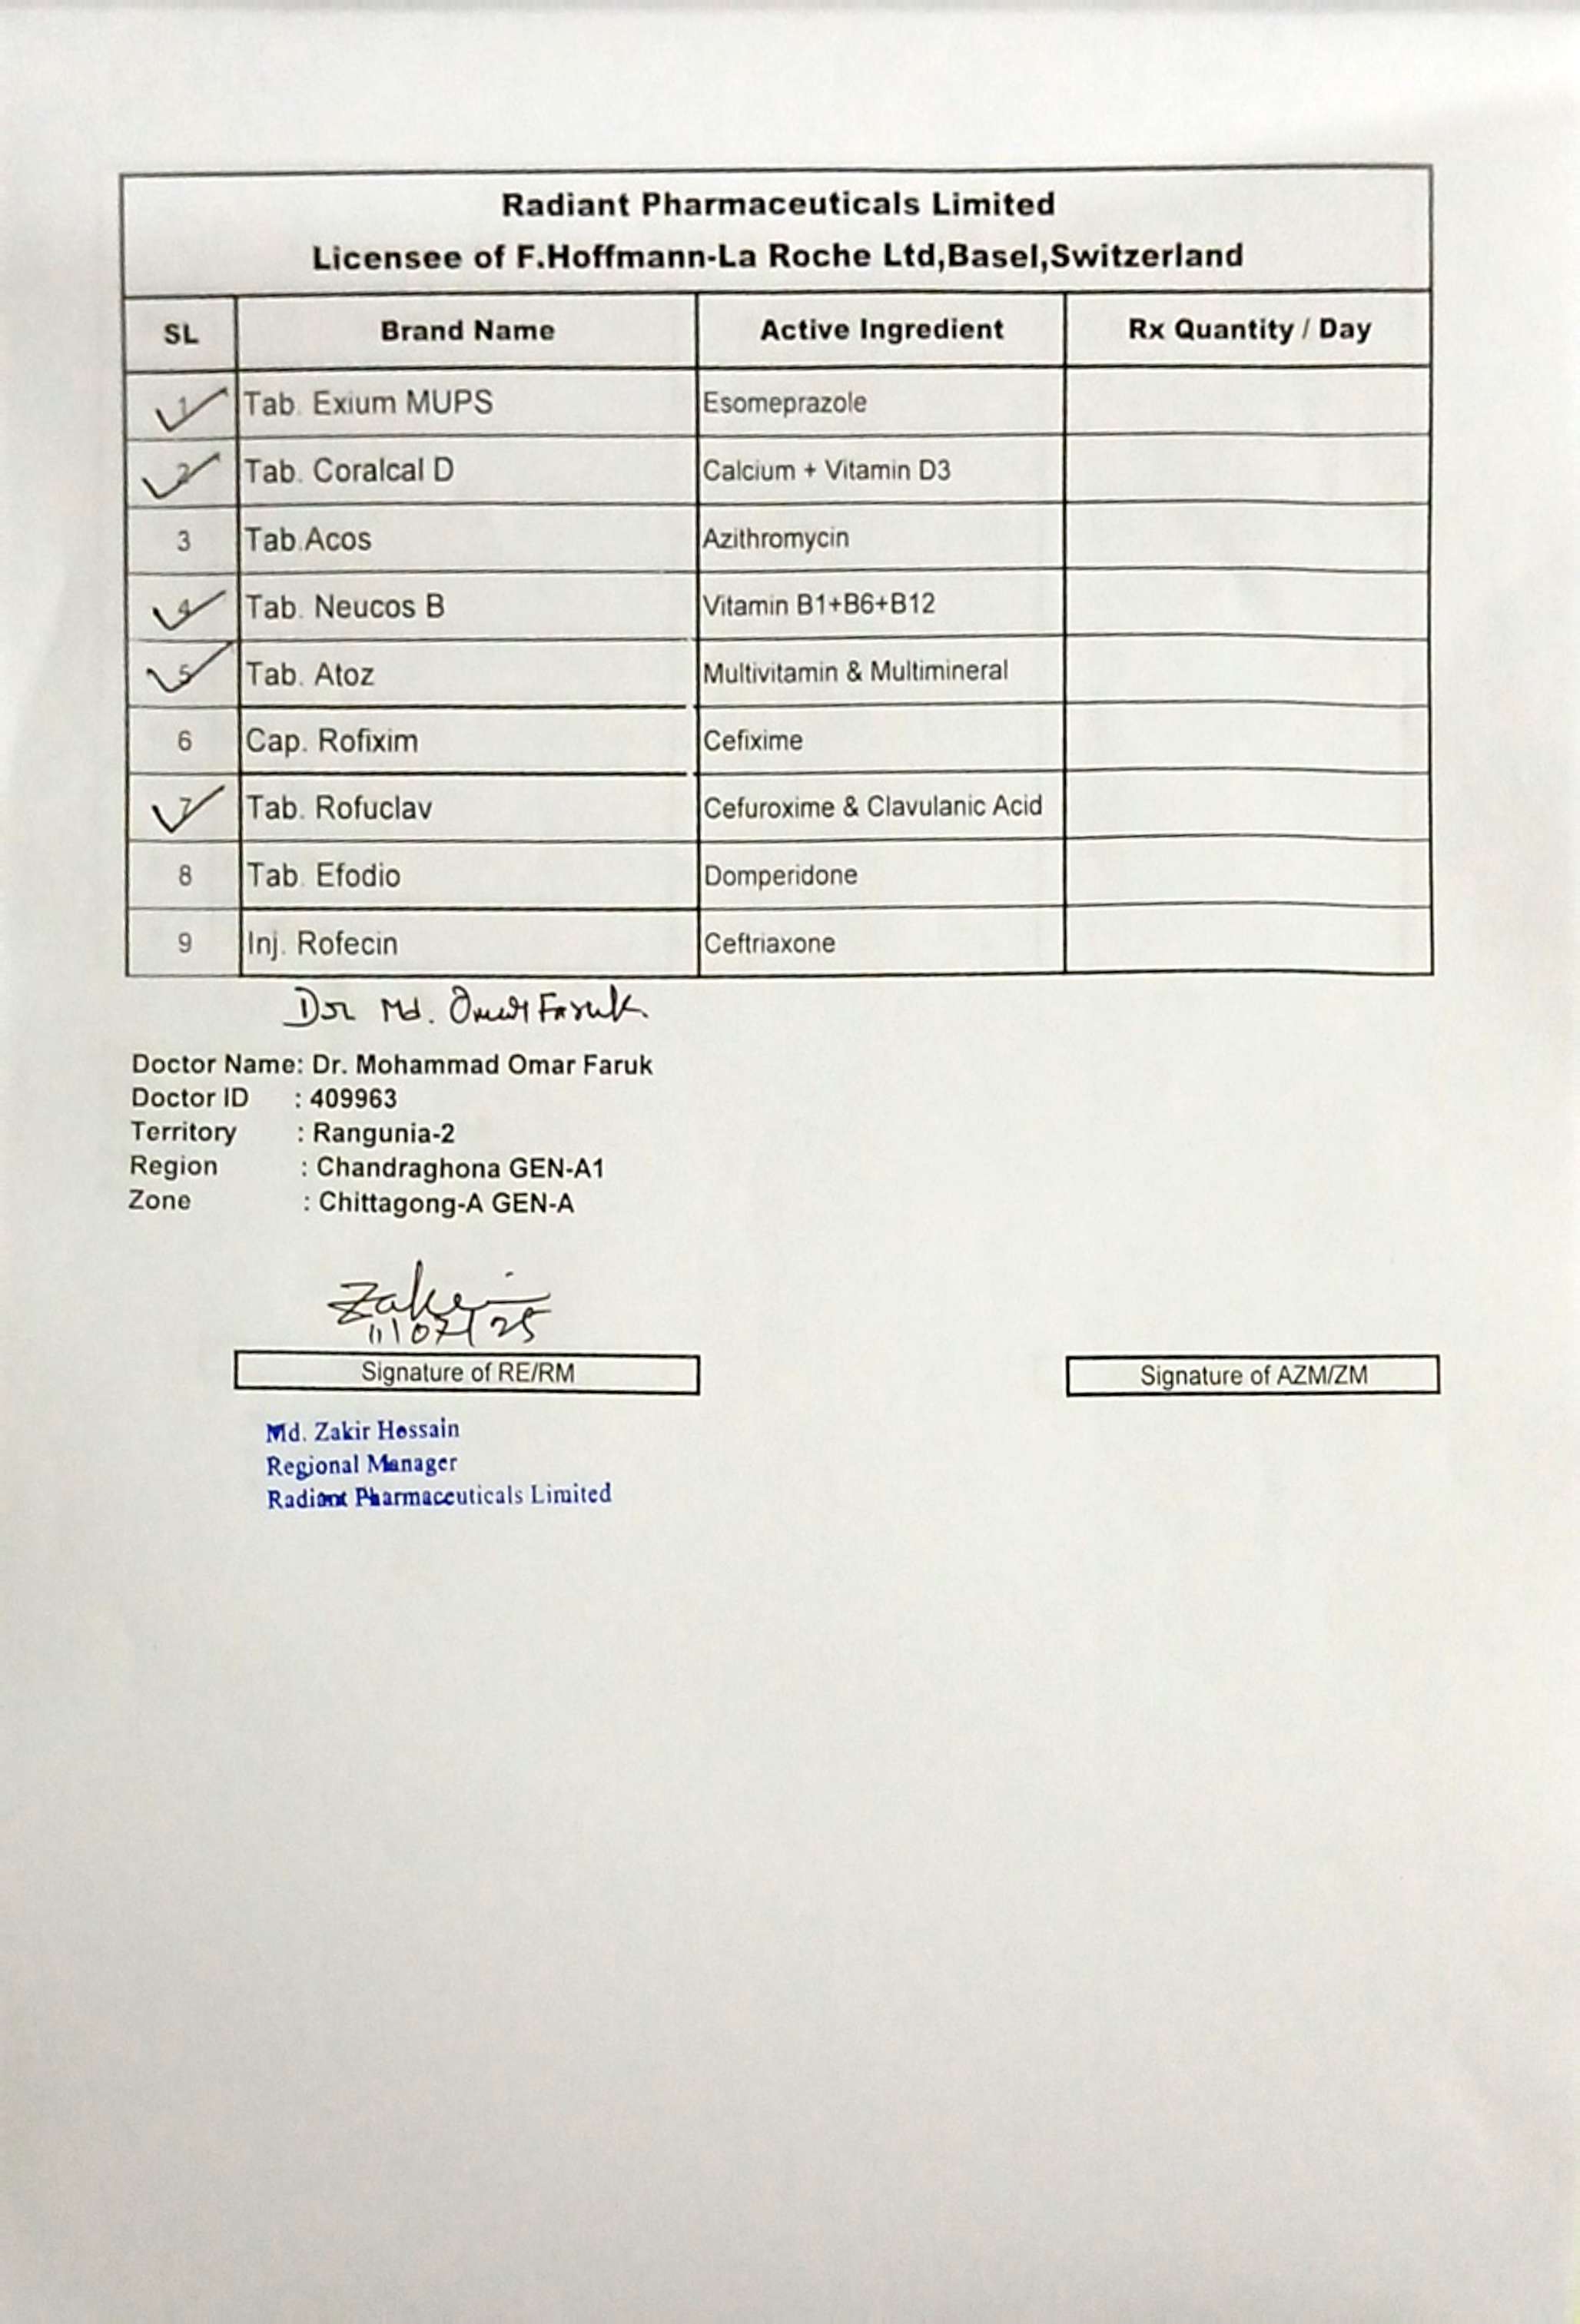 Radiant Pharmaceuticals Limited
Licensee of F.Hoffmann-La Roche Ltd,Basel,Switzerland
SL Brand Name Active Ingredient Rx Quantity / Day
1 Tab. Exium MUPS Esomeprazole
2 Tab. Coralcal D Calcium + Vitamin D3
3 Tab.Acos Azithromycin
4 Tab. Neucos B Vitamin B1+B6+B12
5 Tab. Atoz Multivitamin & Multimineral
6 Cap. Rofixim Cefixime
7 Tab. Rofuclav Cefuroxime & Clavulanic Acid
8 Tab. Efodio Domperidone
9 Inj. Rofecin Ceftriaxone
Dr Md. Omar Faruk
Doctor Name: Dr. Mohammad Omar Faruk
Doctor ID : 409963
Territory : Rangunia-2
Region : Chandraghona GEN-A1
Zone : Chittagong-A GEN-A
Zakir
11/07/25
Signature of RE/RM Signature of AZM/ZM
Md. Zakir Hossain
Regional Manager
Radiant Pharmaceuticals Limited